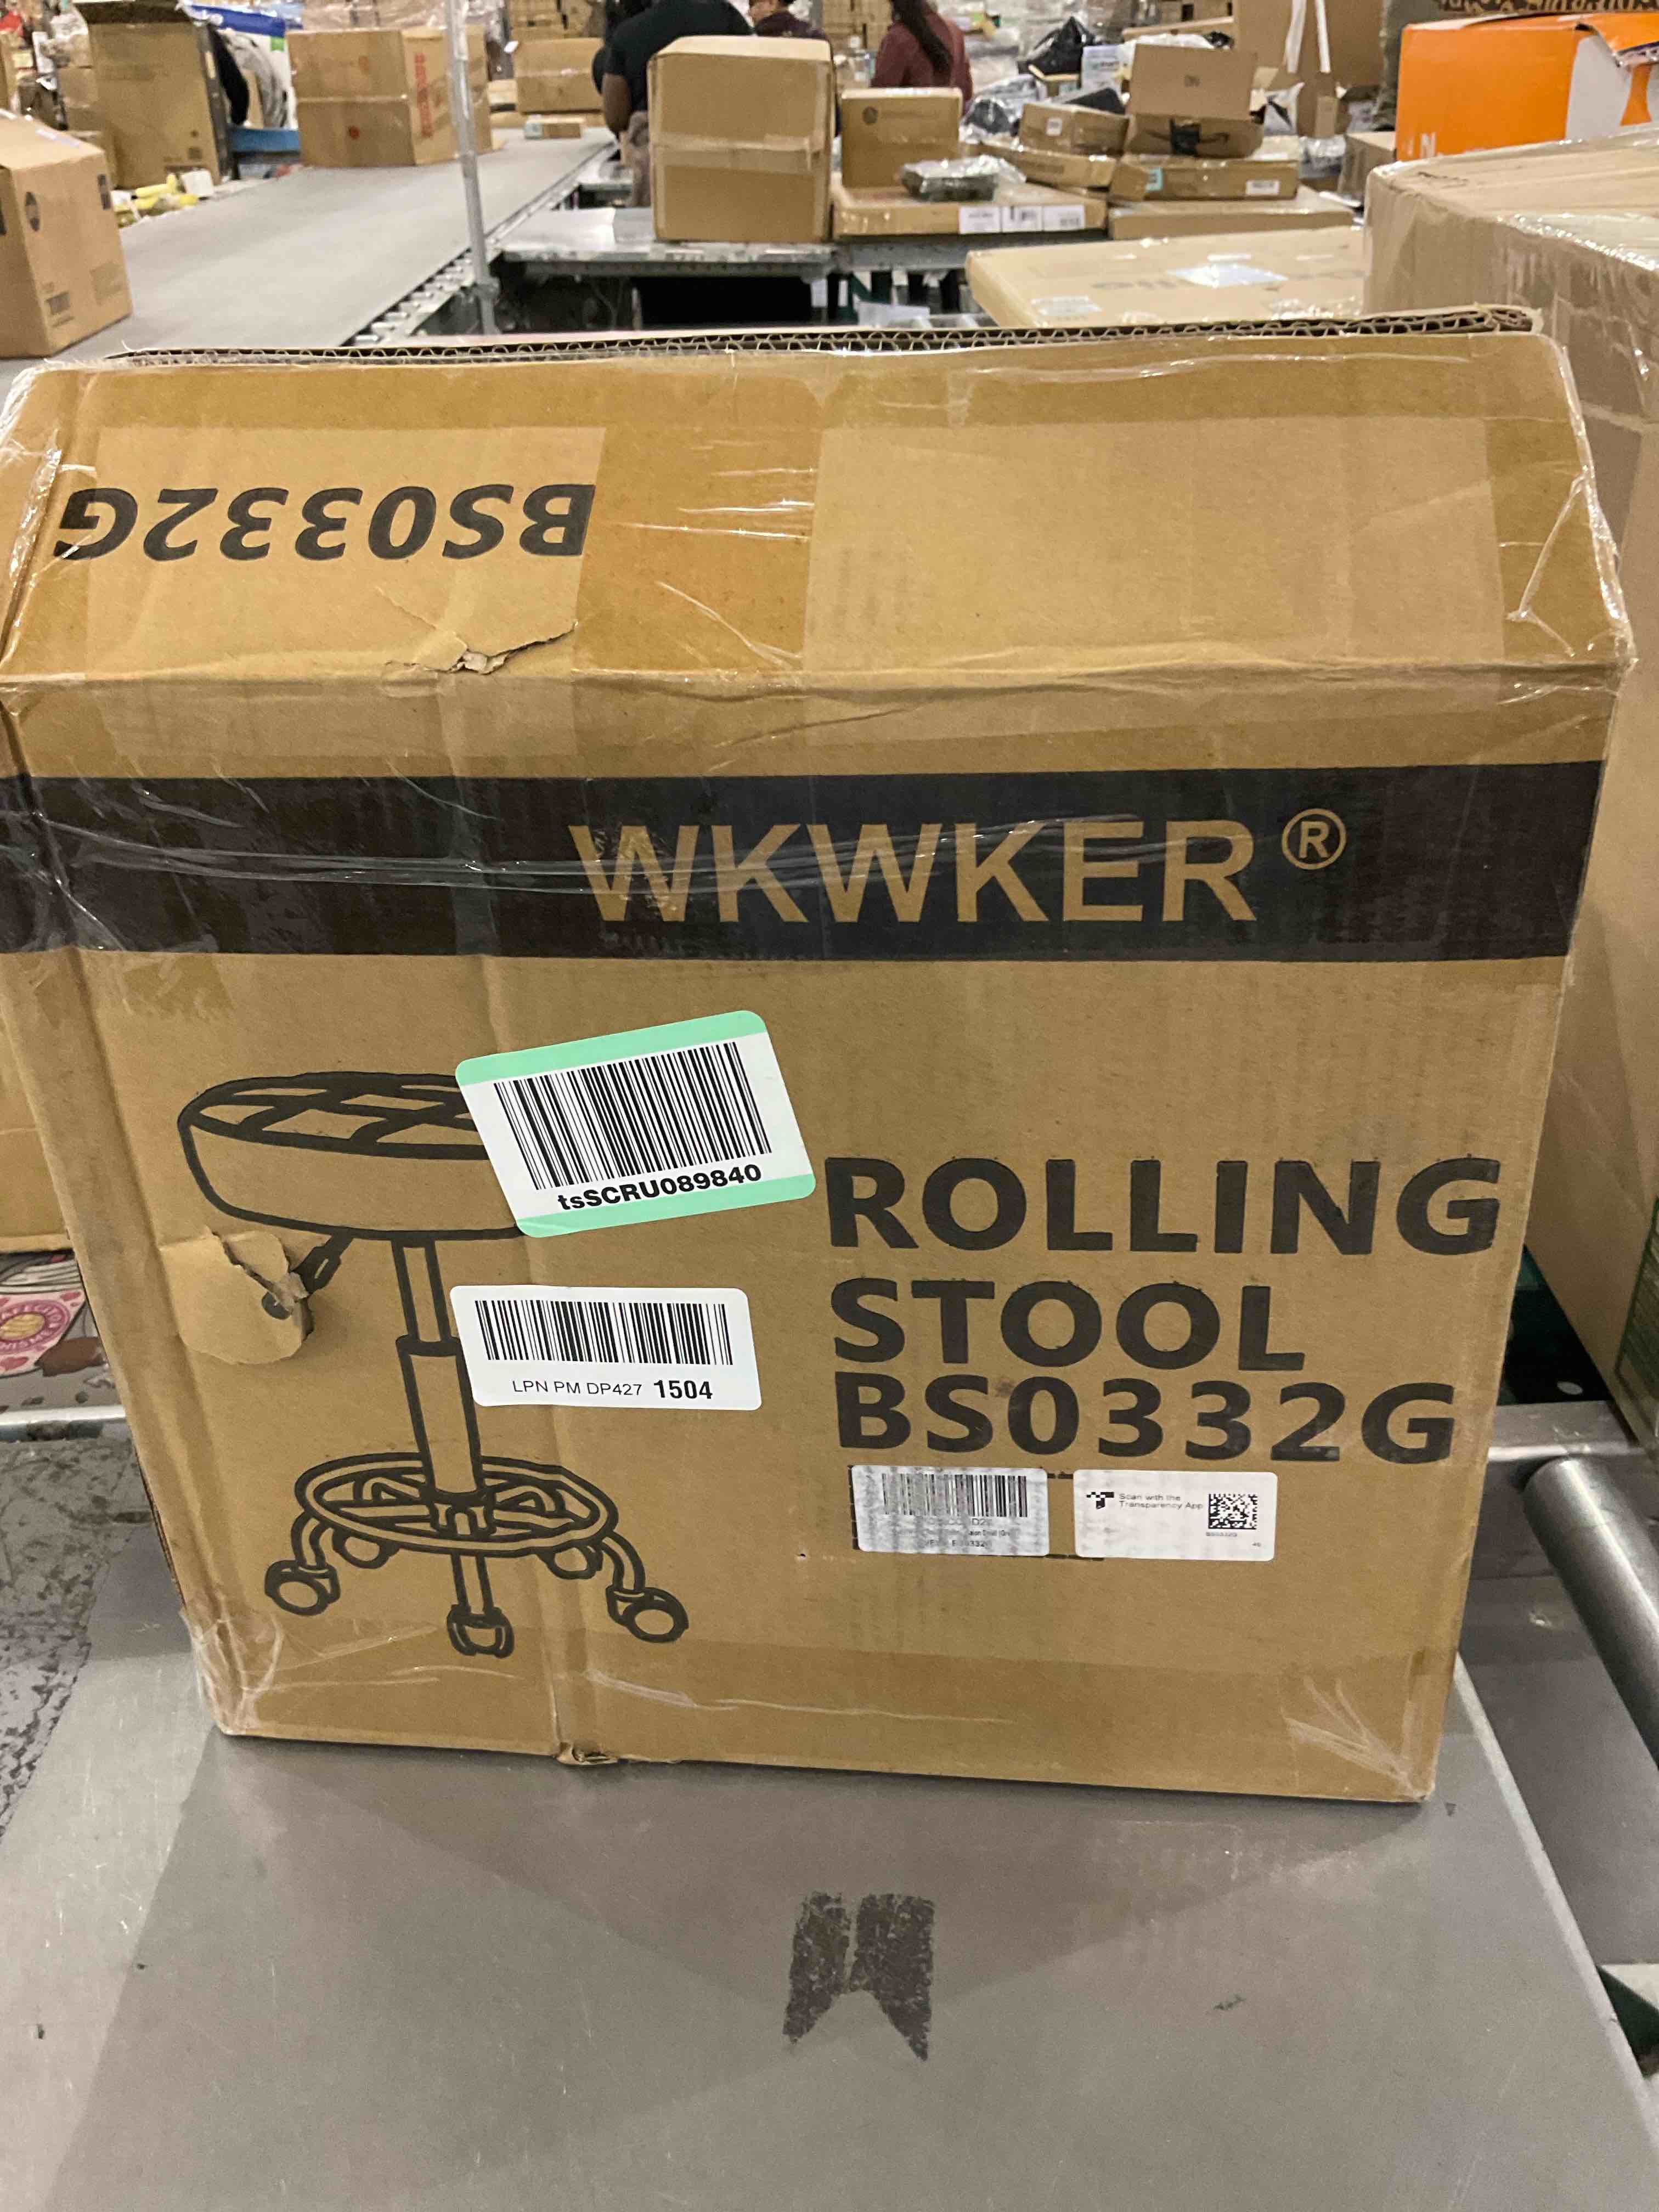 BS0332G
WKWKER®
tsSCRU089840
ROLLING
STOOL
BS0332G
LPN PM DP427 1504
Scan with the
Transparency App